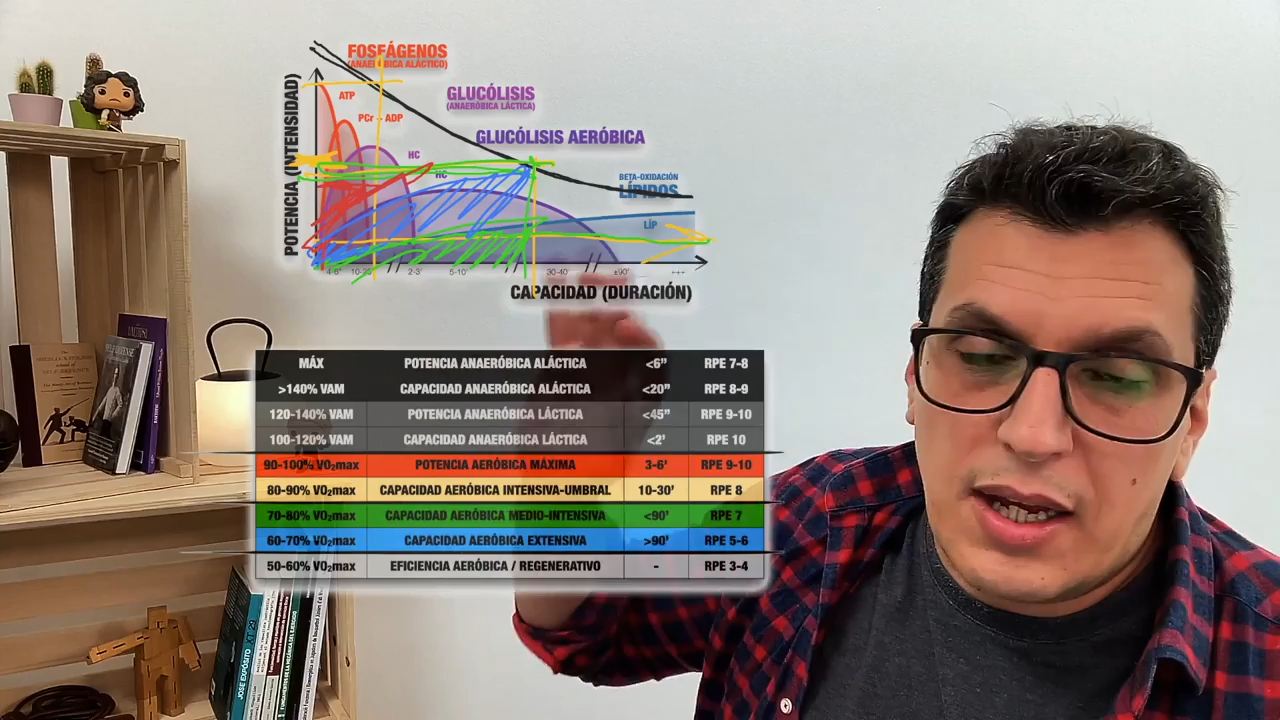 FOSFÁGENOS
(ANAERÓBICA ALÁCTICO)
ATP
PCr - ADP
GLUCÓLISIS
(ANAERÓBICA LÁCTICA)
GLUCÓLISIS AERÓBICA
HC
HC
BETA-OXIDACIÓN
LÍPIDOS
LÍP
POTENCIA (INTENSIDAD)
4-6" 10-20" 2-3' 5-10' 30-40 ±90' +++
CAPACIDAD (DURACIÓN)
MÁX POTENCIA ANAERÓBICA ALÁCTICA <6" RPE 7-8
>140% VAM CAPACIDAD ANAERÓBICA ALÁCTICA <20" RPE 8-9
120-140% VAM POTENCIA ANAERÓBICA LÁCTICA <45" RPE 9-10
100-120% VAM CAPACIDAD ANAERÓBICA LÁCTICA <2' RPE 10
90-100% VO₂max POTENCIA AERÓBICA MÁXIMA 3-6' RPE 9-10
80-90% VO₂max CAPACIDAD AERÓBICA INTENSIVA-UMBRAL 10-30' RPE 8
70-80% VO₂max CAPACIDAD AERÓBICA MEDIO-INTENSIVA <90' RPE 7
60-70% VO₂max CAPACIDAD AERÓBICA EXTENSIVA >90' RPE 5-6
50-60% VO₂max EFICIENCIA AERÓBICA / REGENERATIVO - RPE 3-4
JOSE EXPÓSITO